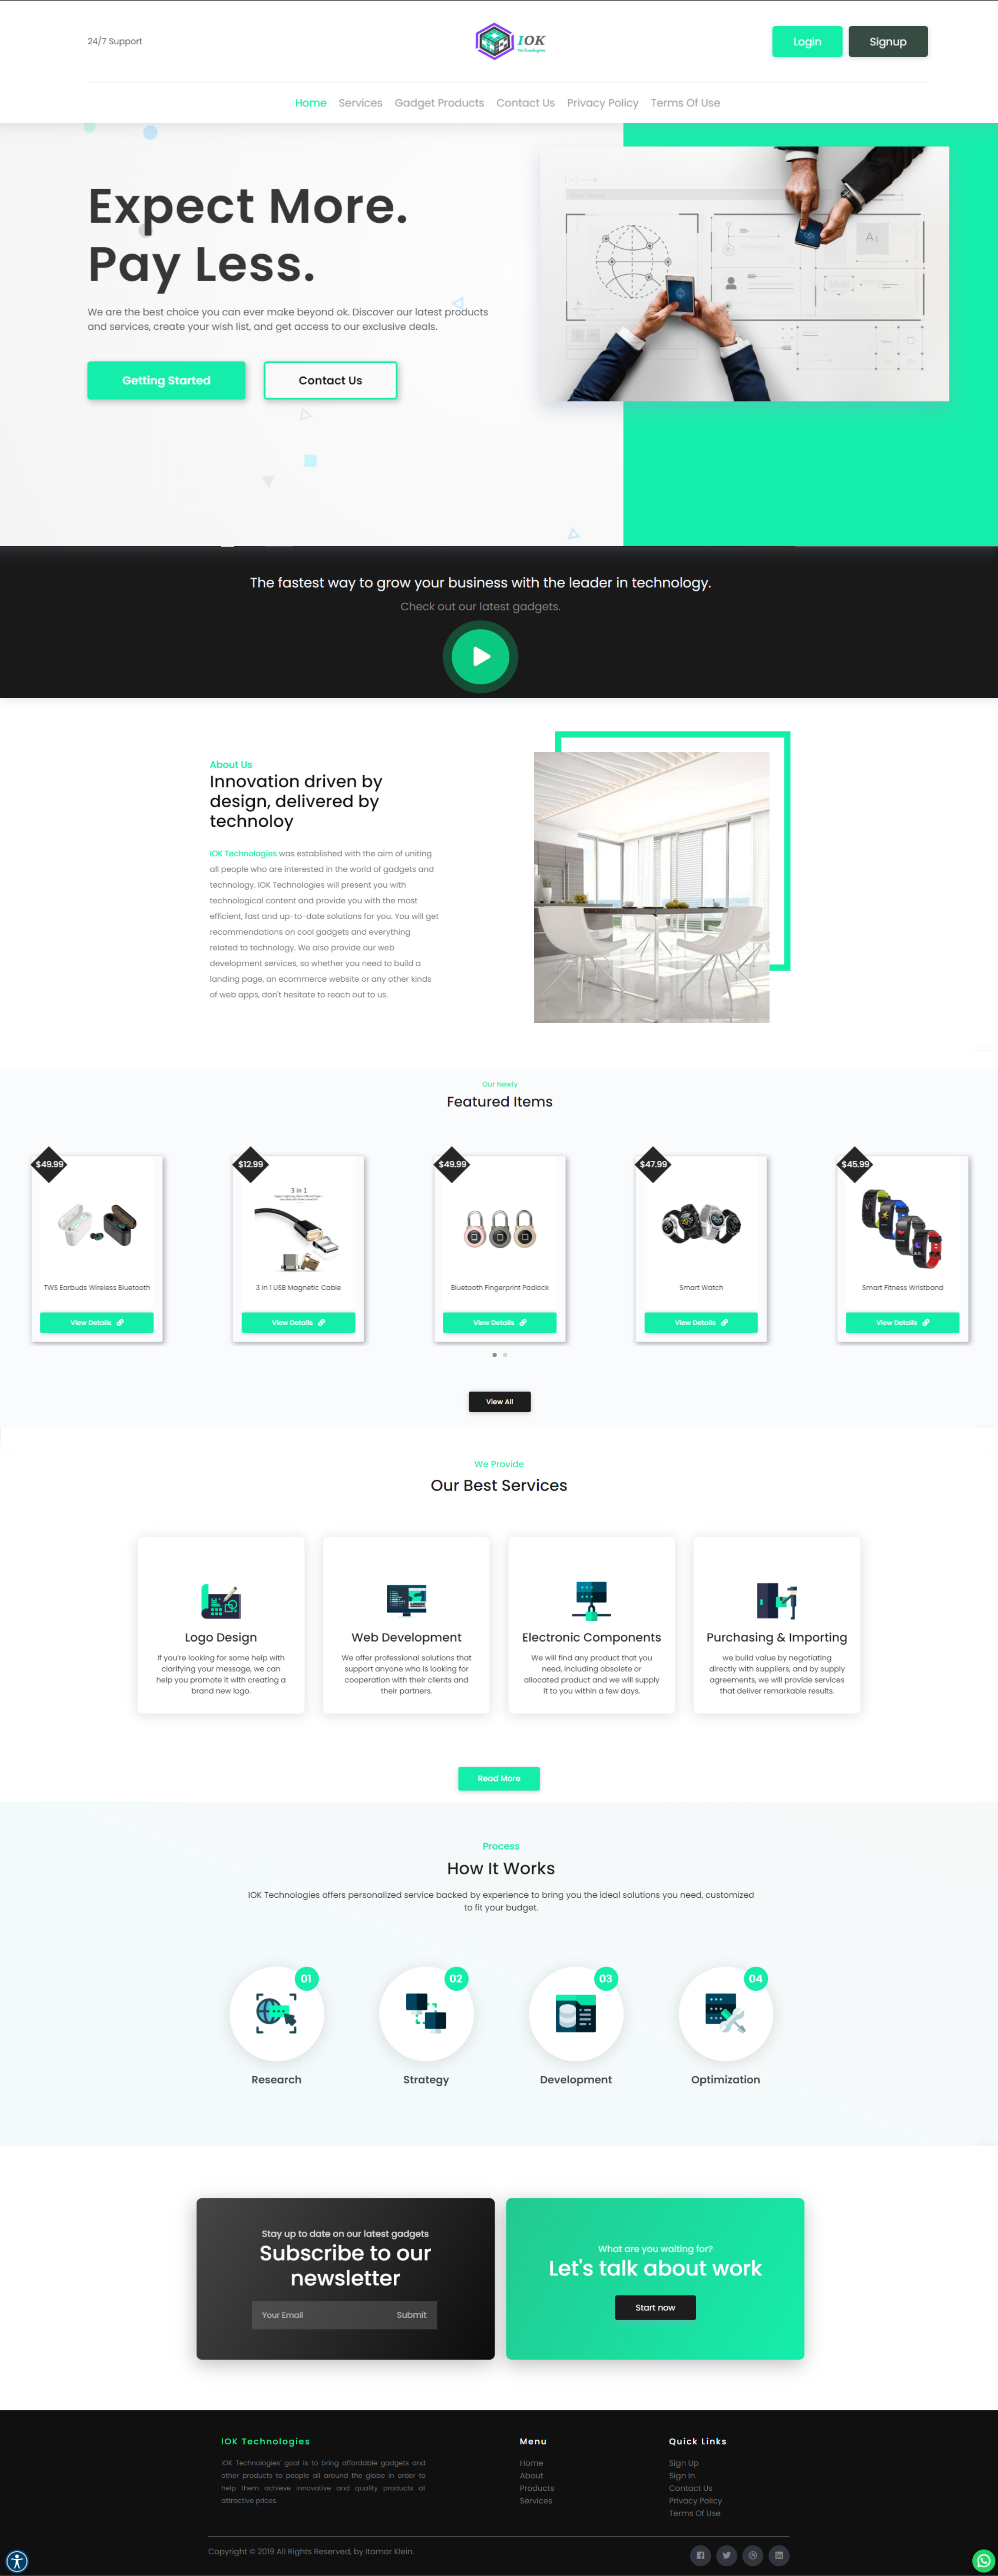 24/7 Support
IOK
Technologies
Login
Signup
Home
Services
Gadget Products
Contact Us
Privacy Policy
Terms Of Use
Expect More.
Pay Less.
We are the best choice you can ever make beyond ok. Discover our latest products
and services, create your wish list, and get access to our exclusive deals.
Getting Started
Contact Us
The fastest way to grow your business with the leader in technology.
Check out our latest gadgets.
About Us
Innovation driven by
design, delivered by
technoloy
IOK Technologies was established with the aim of uniting
all people who are interested in the world of gadgets and
technology. IOK Technologies will present you with
technological content and provide you with the most
efficient, fast and up-to-date solutions for you. You will get
recommendations on cool gadgets and everything
related to technology. We also provide our web
development services, so whether you need to build a
landing page, an ecommerce website or any other kinds
of web apps, don't hesitate to reach out to us.
Our Newly
Featured Items
$49.99
TWS Earbuds Wireless Bluetooth
View Details
$12.99
3 in 1
3 In 1 USB Magnetic Cable
View Details
$49.99
Bluetooth Fingerprint Padlock
View Details
$47.99
Smart Watch
View Details
$45.99
Smart Fitness Wristband
View Details
View All
We Provide
Our Best Services
Logo Design
If you're looking for some help with
clarifying your message, we can
help you promote it with creating a
brand new logo.
Web Development
We offer professional solutions that
support anyone who is looking for
cooperation with their clients and
their partners.
Electronic Components
We will find any product that you
need, including obsolete or
allocated product and we will supply
it to you within a few days.
Purchasing & Importing
we build value by negotiating
directly with suppliers, and by supply
agreements, we will provide services
that deliver remarkable results.
Read More
Process
How It Works
IOK Technologies offers personalized service backed by experience to bring you the ideal solutions you need, customized
to fit your budget.
01
Research
02
Strategy
03
Development
04
Optimization
Stay up to date on our latest gadgets
Subscribe to our
newsletter
Your Email
Submit
What are you waiting for?
Let's talk about work
Start now
IOK Technologies
IOK Technologies' goal is to bring affordable gadgets and
other products to people all around the globe in order to
help them achieve innovative and quality products at
attractive prices.
Menu
Home
About
Products
Services
Quick Links
Sign Up
Sign In
Contact Us
Privacy Policy
Terms Of Use
Copyright © 2019 All Rights Reserved, by Itamar Klein.